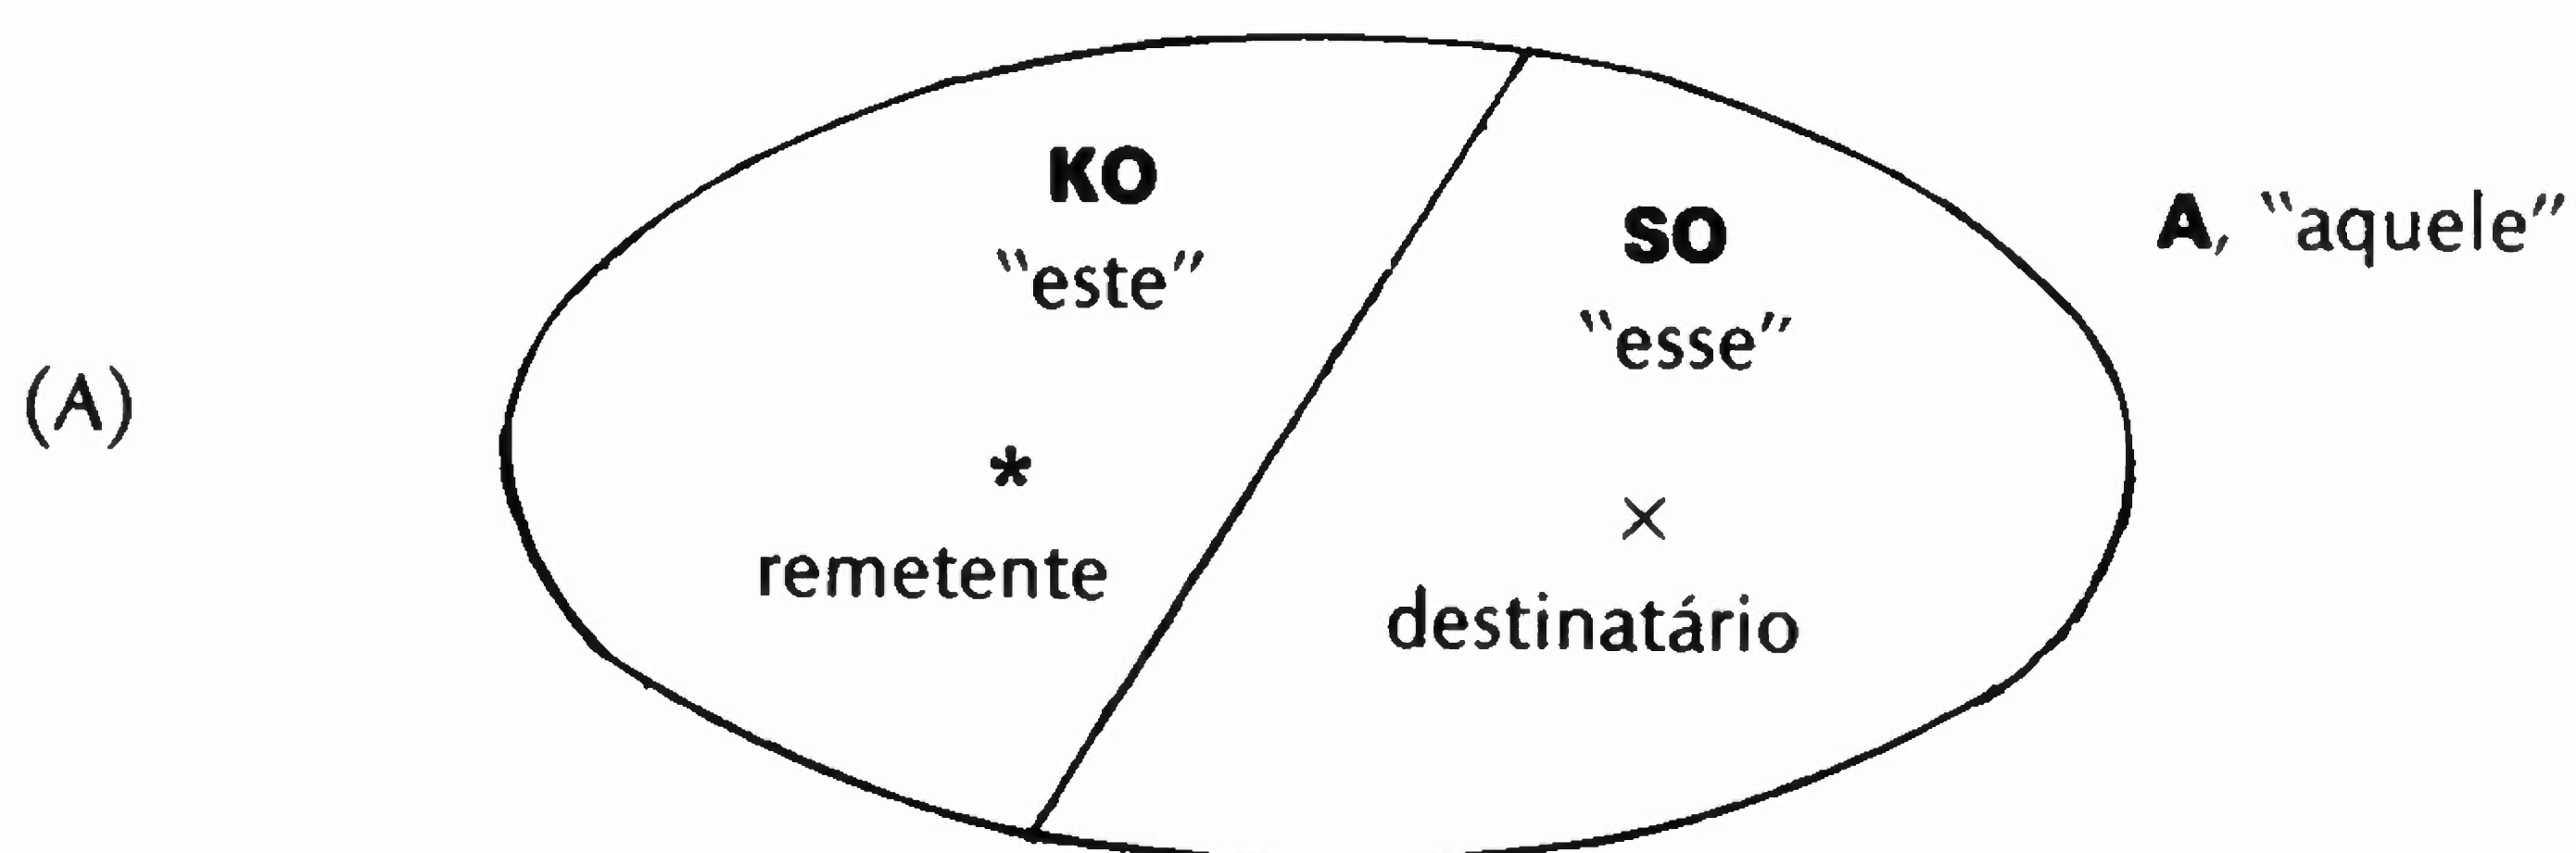 KO
"este"
SO
"esse"
A, "aquele"
(A)
*
remetente
×
destinatário